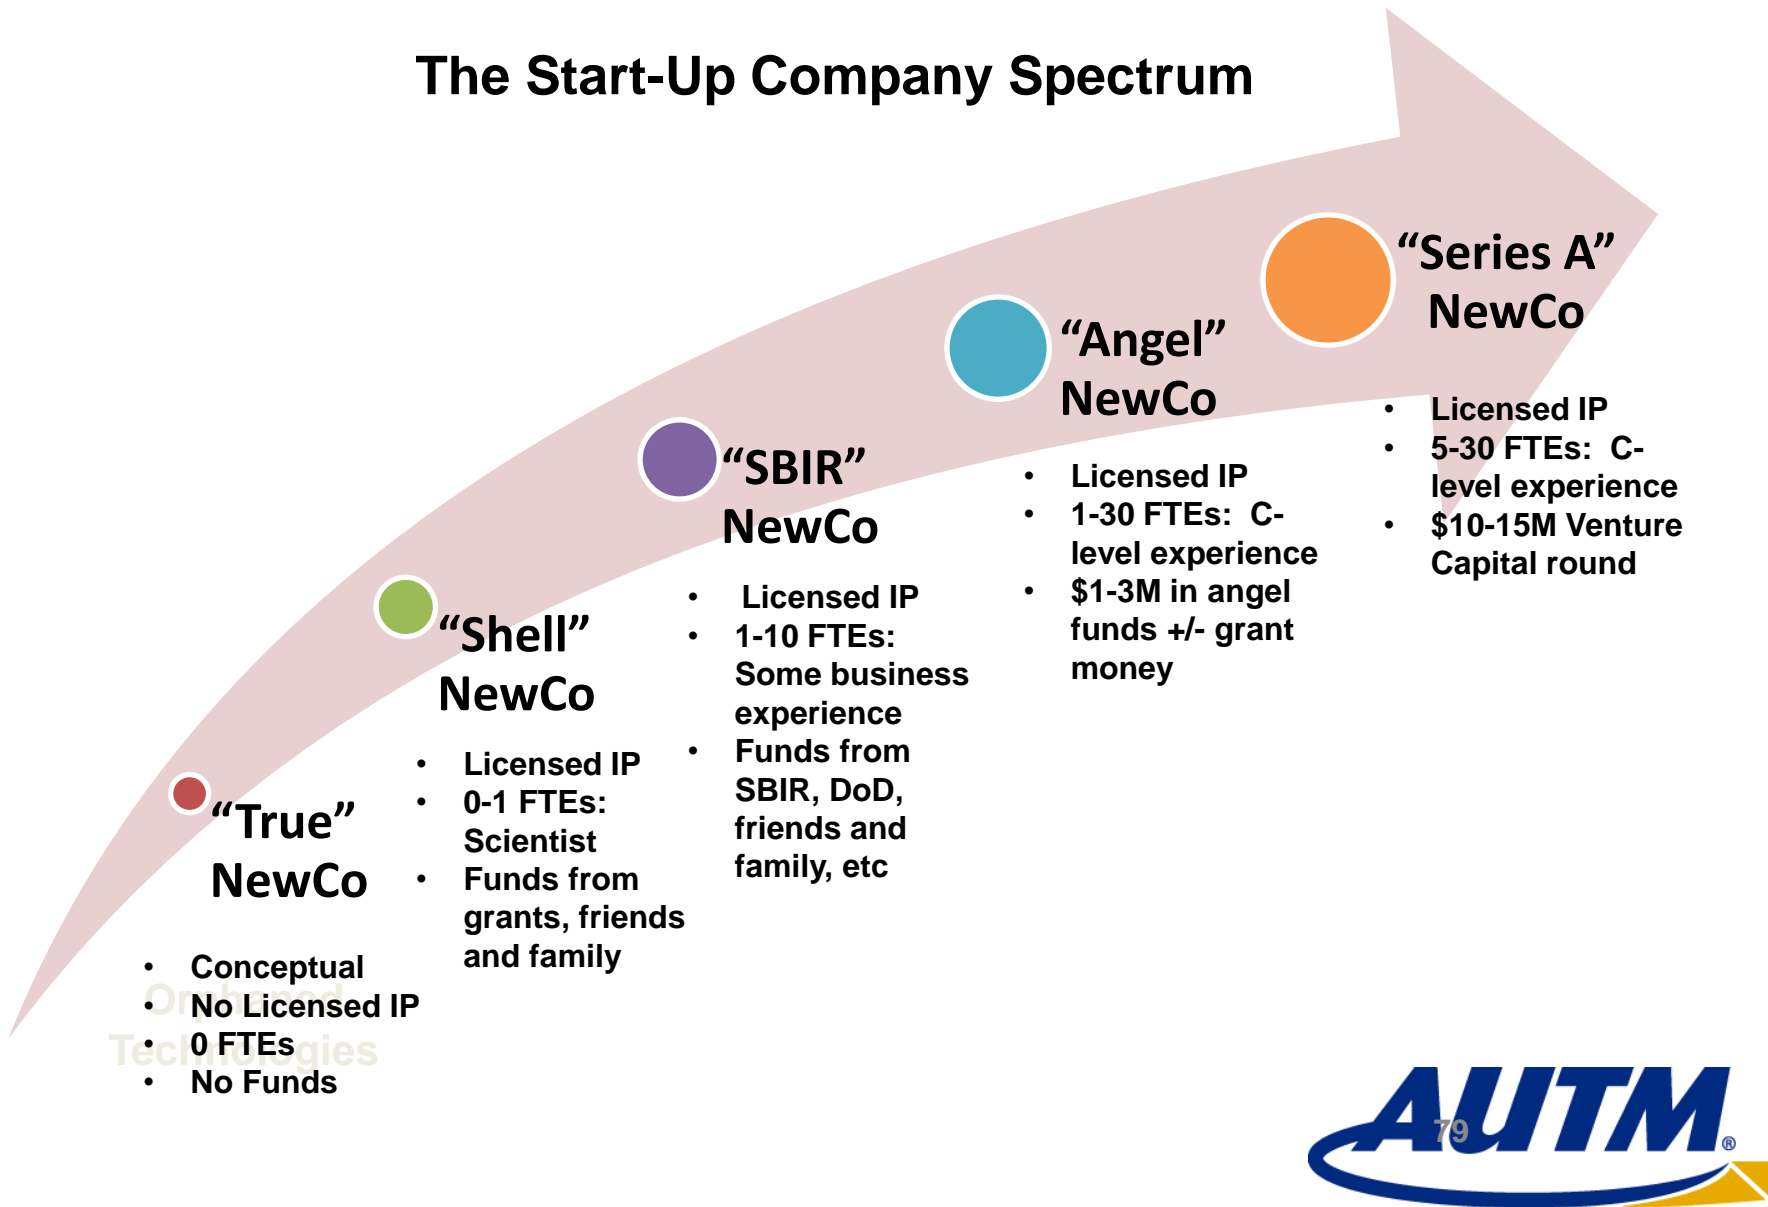 The Start-Up Company Spectrum
“True”
NewCo
• Conceptual
• No Licensed IP
• 0 FTEs
• No Funds
Orphaned
Technologies
“Shell”
NewCo
• Licensed IP
• 0-1 FTEs:
Scientist
• Funds from
grants, friends
and family
“SBIR”
NewCo
• Licensed IP
• 1-10 FTEs:
Some business
experience
• Funds from
SBIR, DoD,
friends and
family, etc
“Angel”
NewCo
• Licensed IP
• 1-30 FTEs: C-
level experience
• $1-3M in angel
funds +/- grant
money
“Series A”
NewCo
• Licensed IP
• 5-30 FTEs: C-
level experience
• $10-15M Venture
Capital round
AUTM®
79